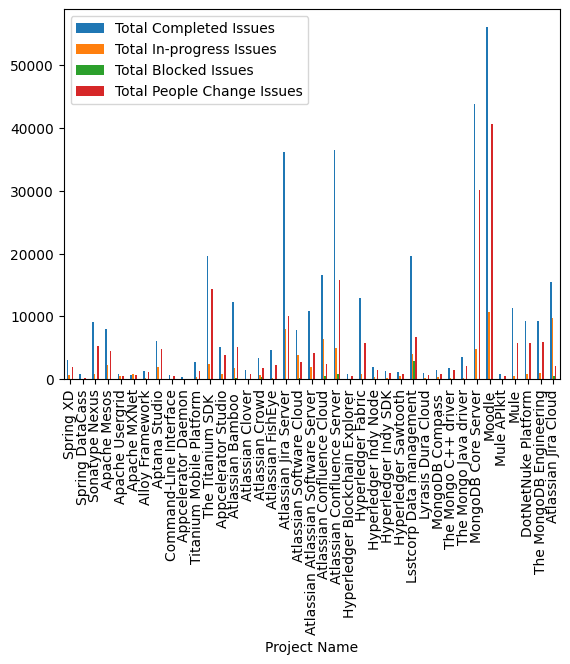 Total Completed Issues
Total In-progress Issues
Total Blocked Issues
Total People Change Issues
50000
40000
30000
20000
10000
0
Spring XD
Spring DataCass
Sonatype Nexus
Apache Mesos
Apache Usergrid
Apache MXNet
Alloy Framework
Aptana Studio
Command-Line Interface
Appcelerator Daemon
Titanium Mobile Platform
The Titanium SDK
Appcelerator Studio
Atlassian Bamboo
Atlassian Clover
Atlassian Crowd
Atlassian FishEye
Atlassian Jira Server
Atlassian Software Cloud
Atlassian Software Server
Atlassian Confluence Cloud
Atlassian Confluence Server
Hyperledger Blockchain Explorer
Hyperledger Fabric
Hyperledger Indy Node
Hyperledger Indy SDK
Hyperledger Sawtooth
Lsstcorp Data management
Lyrasis Dura Cloud
MongoDB Compass
The Mongo C++ driver
The Mongo Java driver
MongoDB Core Server
Moodle
Mule APIkit
Mule
DotNetNuke Platform
The MongoDB Engineering
Atlassian Jira Cloud
Project Name